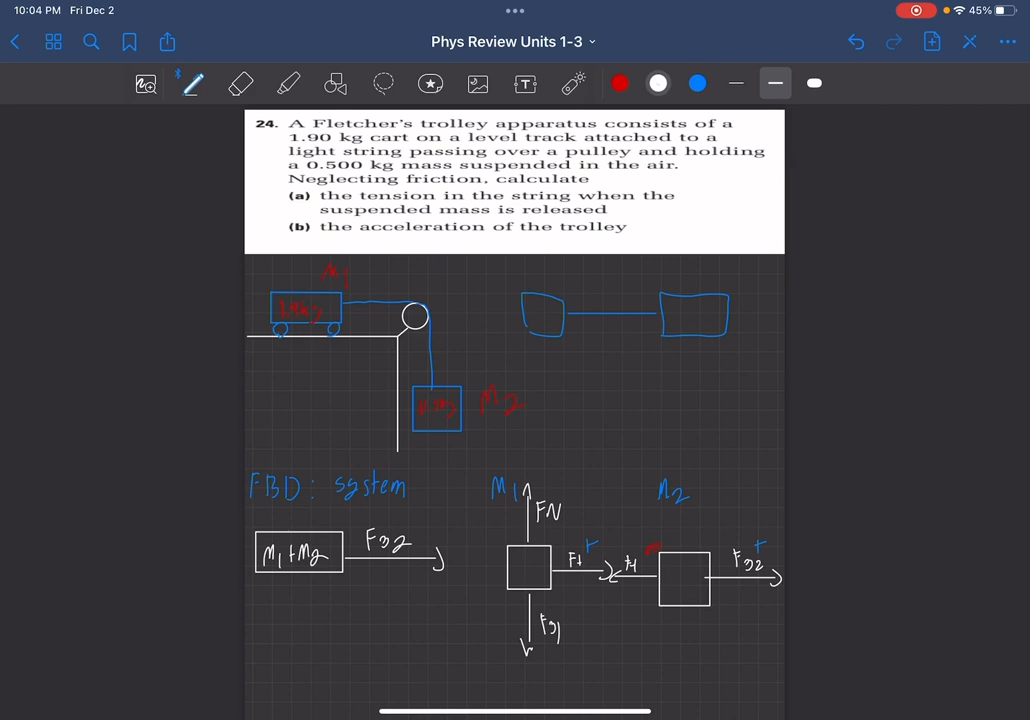 10:04 PM Fri Dec 2
45%
Phys Review Units 1-3
24. A Fletcher's trolley apparatus consists of a
1.90 kg cart on a level track attached to a
light string passing over a pulley and holding
a 0.500 kg mass suspended in the air.
Neglecting friction, calculate
(a) the tension in the string when the
suspended mass is released
(b) the acceleration of the trolley
M1
M2
FBD: system
M1
M2
FN
M1+M2
Fg2
Ft +
Ft
Fg2 +
Fg1